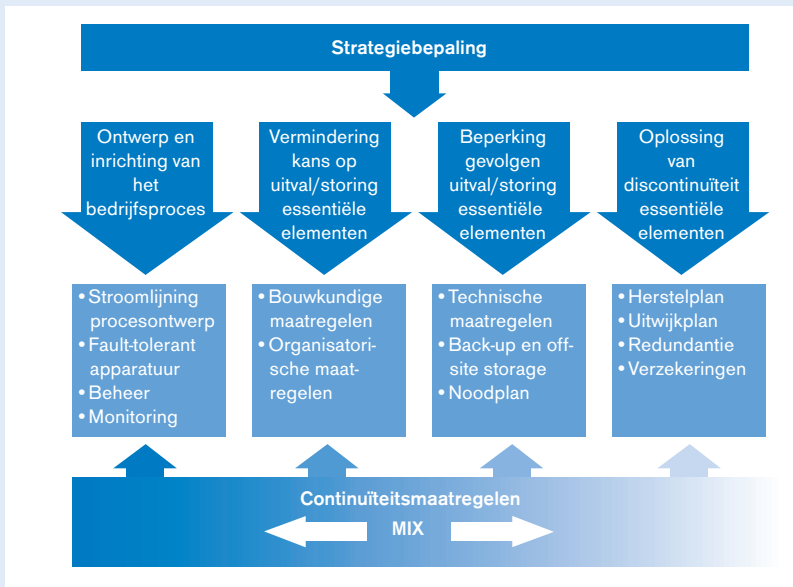 Strategiebepaling
Ontwerp en
inrichting van
het
bedrijfsproces
Vermindering
kans op
uitval/storing
essentiële
elementen
Beperking
gevolgen
uitval/storing
essentiële
elementen
Oplossing
van
discontinuïteit
essentiële
elementen
• Stroomlijning
procesontwerp
• Fault-tolerant
apparatuur
• Beheer
• Monitoring
• Bouwkundige
maatregelen
• Organisatori-
sche maat-
regelen
• Technische
maatregelen
• Back-up en off-
site storage
• Noodplan
• Herstelplan
• Uitwijkplan
• Redundantie
• Verzekeringen
Continuïteitsmaatregelen
MIX